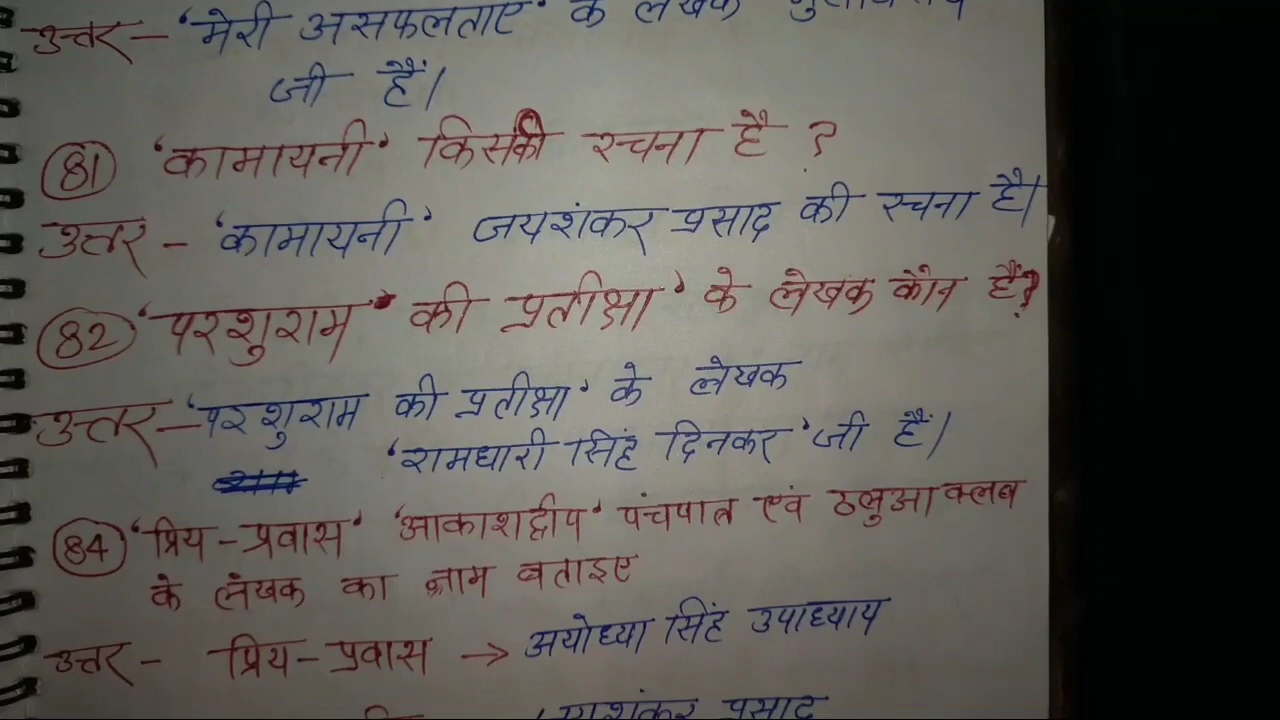 उत्तर – 'मेरी असफलताएं' के लेखक
जी हैं।
81 'कामायनी' किसकी रचना है ?
उत्तर – 'कामायनी' जयशंकर प्रसाद की रचना है।
82 'परशुराम' की प्रतीक्षा' के लेखक कौन हैं?
उत्तर – 'परशुराम की प्रतीक्षा' के लेखक
'रामधारी सिंह दिनकर' जी हैं।
84 'प्रिय-प्रवास' 'आकाशद्वीप' पंचपात्र एवं ठलुआ क्लब
के लेखक का नाम बताइए
उत्तर – प्रिय-प्रवास → अयोध्या सिंह उपाध्याय
प्रसाद